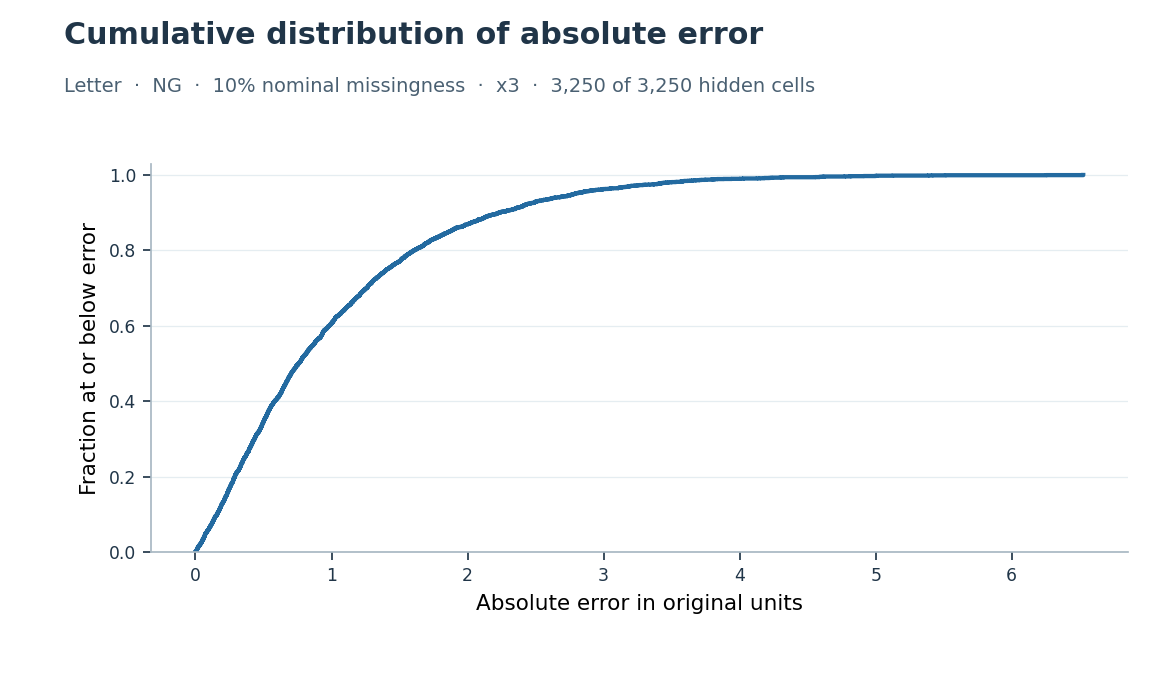 Cumulative distribution of absolute error
Letter · NG · 10% nominal missingness · x3 · 3,250 of 3,250 hidden cells
Fraction at or below error
1.0
0.8
0.6
0.4
0.2
0.0
0 1 2 3 4 5 6
Absolute error in original units